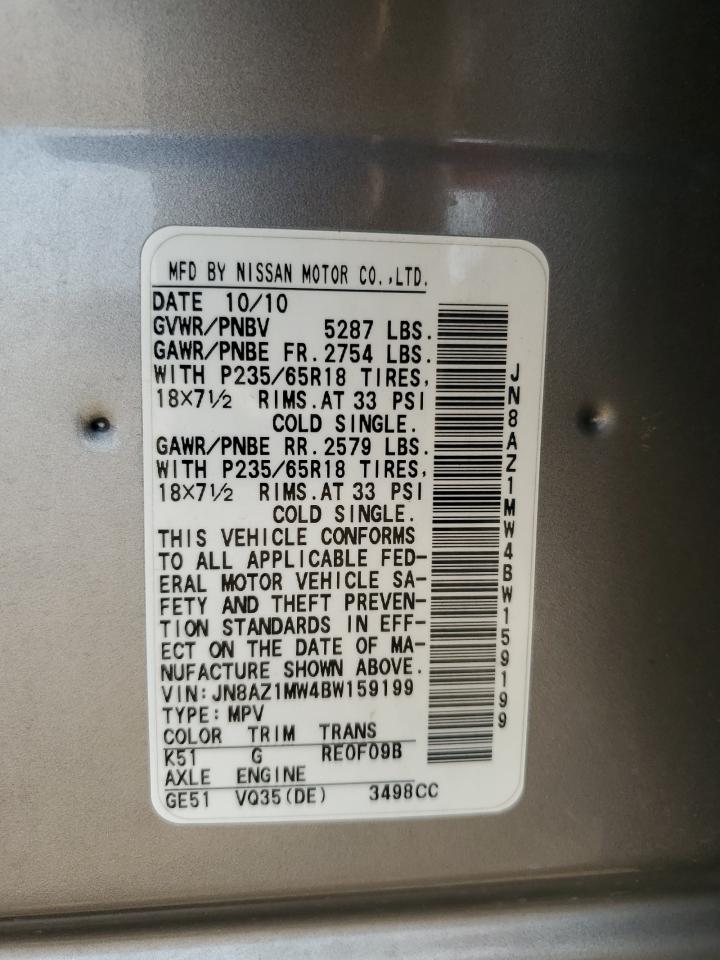 MFD BY NISSAN MOTOR CO.,LTD.
DATE 10/10
GVWR/PNBV 5287 LBS.
GAWR/PNBE FR.2754 LBS.
WITH P235/65R18 TIRES,
18X7½ RIMS.AT 33 PSI
COLD SINGLE.
GAWR/PNBE RR.2579 LBS.
WITH P235/65R18 TIRES,
18X7½ RIMS.AT 33 PSI
COLD SINGLE.
THIS VEHICLE CONFORMS
TO ALL APPLICABLE FED-
ERAL MOTOR VEHICLE SA-
FETY AND THEFT PREVEN-
TION STANDARDS IN EFF-
ECT ON THE DATE OF MA-
NUFACTURE SHOWN ABOVE.
VIN:JN8AZ1MW4BW159199
TYPE:MPV
COLOR TRIM TRANS
K51 G RE0F09B
AXLE ENGINE
GE51 VQ35(DE) 3498CC
JN8AZ1MW4BW159199